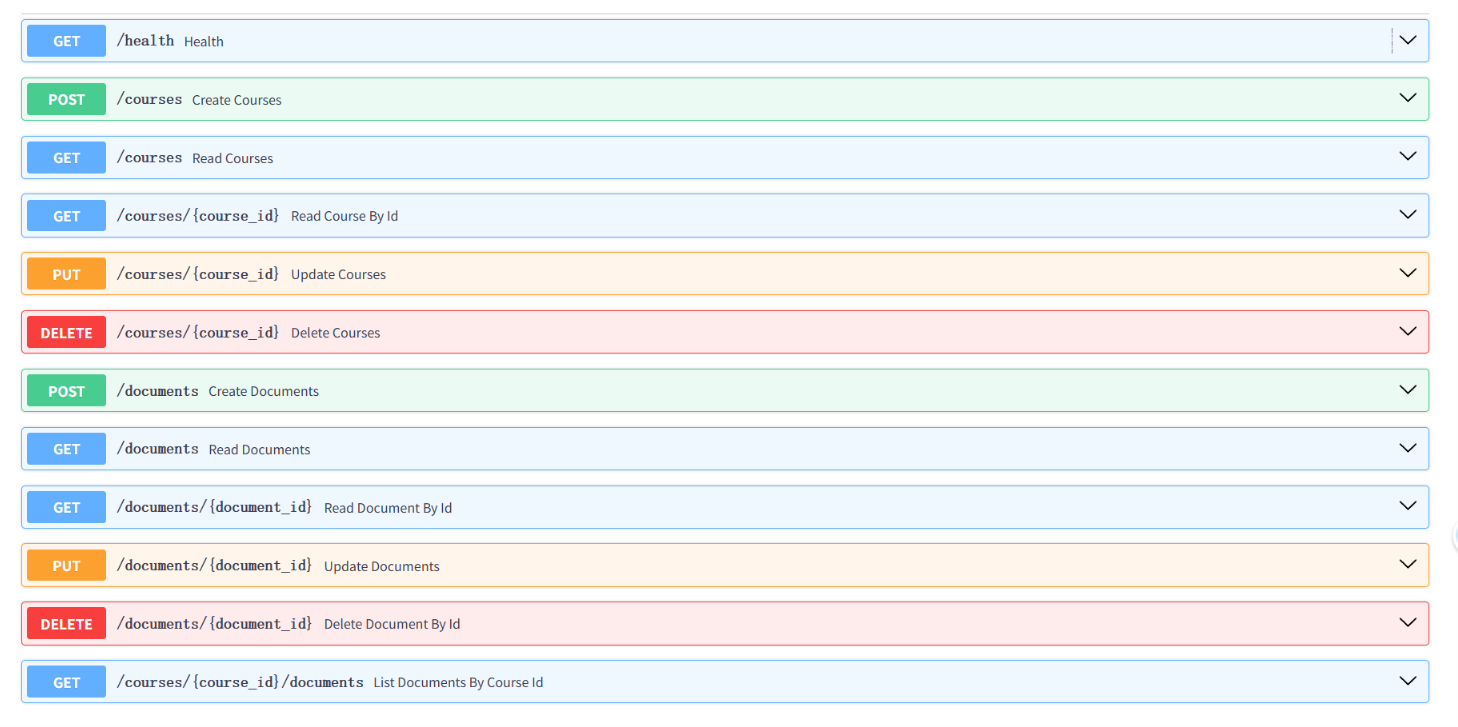 GET /health Health
POST /courses Create Courses
GET /courses Read Courses
GET /courses/{course_id} Read Course By Id
PUT /courses/{course_id} Update Courses
DELETE /courses/{course_id} Delete Courses
POST /documents Create Documents
GET /documents Read Documents
GET /documents/{document_id} Read Document By Id
PUT /documents/{document_id} Update Documents
DELETE /documents/{document_id} Delete Document By Id
GET /courses/{course_id}/documents List Documents By Course Id